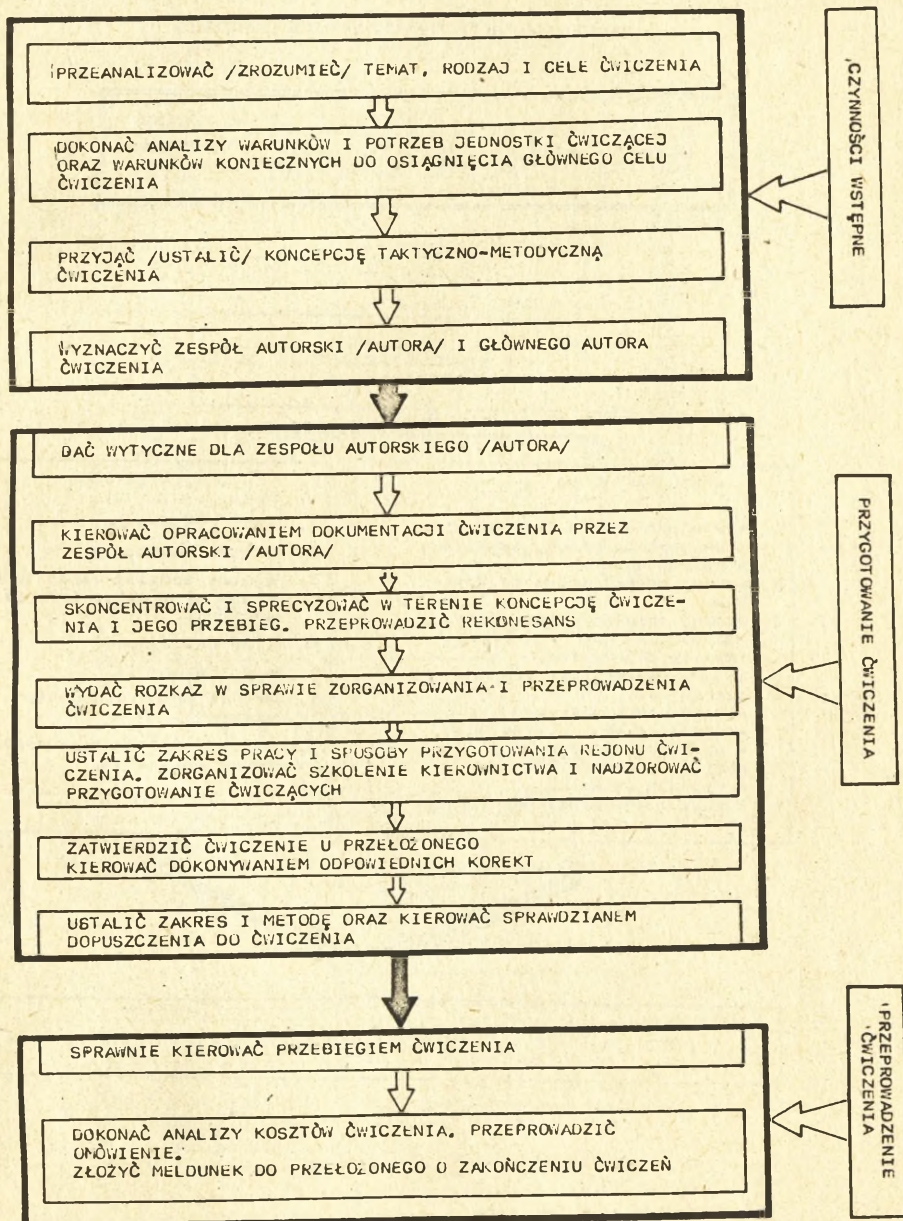 PRZEANALIZOWAĆ /ZROZUMIEĆ/ TEMAT, RODZAJ I CELE ĆWICZENIA
DOKONAĆ ANALIZY WARUNKÓW I POTRZEB JEDNOSTKI ĆWICZĄCEJ
ORAZ WARUNKÓW KONIECZNYCH DO OSIĄGNIĘCIA GŁÓWNEGO CELU
ĆWICZENIA
PRZYJĄĆ /USTALIĆ/ KONCEPCJĘ TAKTYCZNO-METODYCZNĄ
ĆWICZENIA
WYZNACZYĆ ZESPÓŁ AUTORSKI /AUTORA/ I GŁÓWNEGO AUTORA
ĆWICZENIA
CZYNNOŚCI WSTĘPNE
DAĆ WYTYCZNE DLA ZESPOŁU AUTORSKIEGO /AUTORA/
KIEROWAĆ OPRACOWANIEM DOKUMENTACJI ĆWICZENIA PRZEZ
ZESPÓŁ AUTORSKI /AUTORA/
SKONCENTROWAĆ I SPRECYZOWAĆ W TERENIE KONCEPCJĘ ĆWICZE-
NIA I JEGO PRZEBIEG. PRZEPROWADZIĆ REKONESANS
WYDAĆ ROZKAZ W SPRAWIE ZORGANIZOWANIA I PRZEPROWADZENIA
ĆWICZENIA
USTALIĆ ZAKRES PRACY I SPOSOBY PRZYGOTOWANIA REJONU ĆWI-
CZENIA. ZORGANIZOWAĆ SZKOLENIE KIEROWNICTWA I NADZOROWAĆ
PRZYGOTOWANIE ĆWICZĄCYCH
ZATWIERDZIĆ ĆWICZENIE U PRZEŁOŻONEGO
KIEROWAĆ DOKONYWANIEM ODPOWIEDNICH KOREKT
USTALIĆ ZAKRES I METODĘ ORAZ KIEROWAĆ SPRAWDZIANEM
DOPUSZCZENIA DO ĆWICZENIA
PRZYGOTOWANIE ĆWICZENIA
SPRAWNIE KIEROWAĆ PRZEBIEGIEM ĆWICZENIA
DOKONAĆ ANALIZY KOSZTÓW ĆWICZENIA. PRZEPROWADZIĆ
OMÓWIENIE.
ZŁOŻYĆ MELDUNEK DO PRZEŁOŻONEGO O ZAKOŃCZENIU ĆWICZEŃ
PRZEPROWADZENIE
ĆWICZENIA